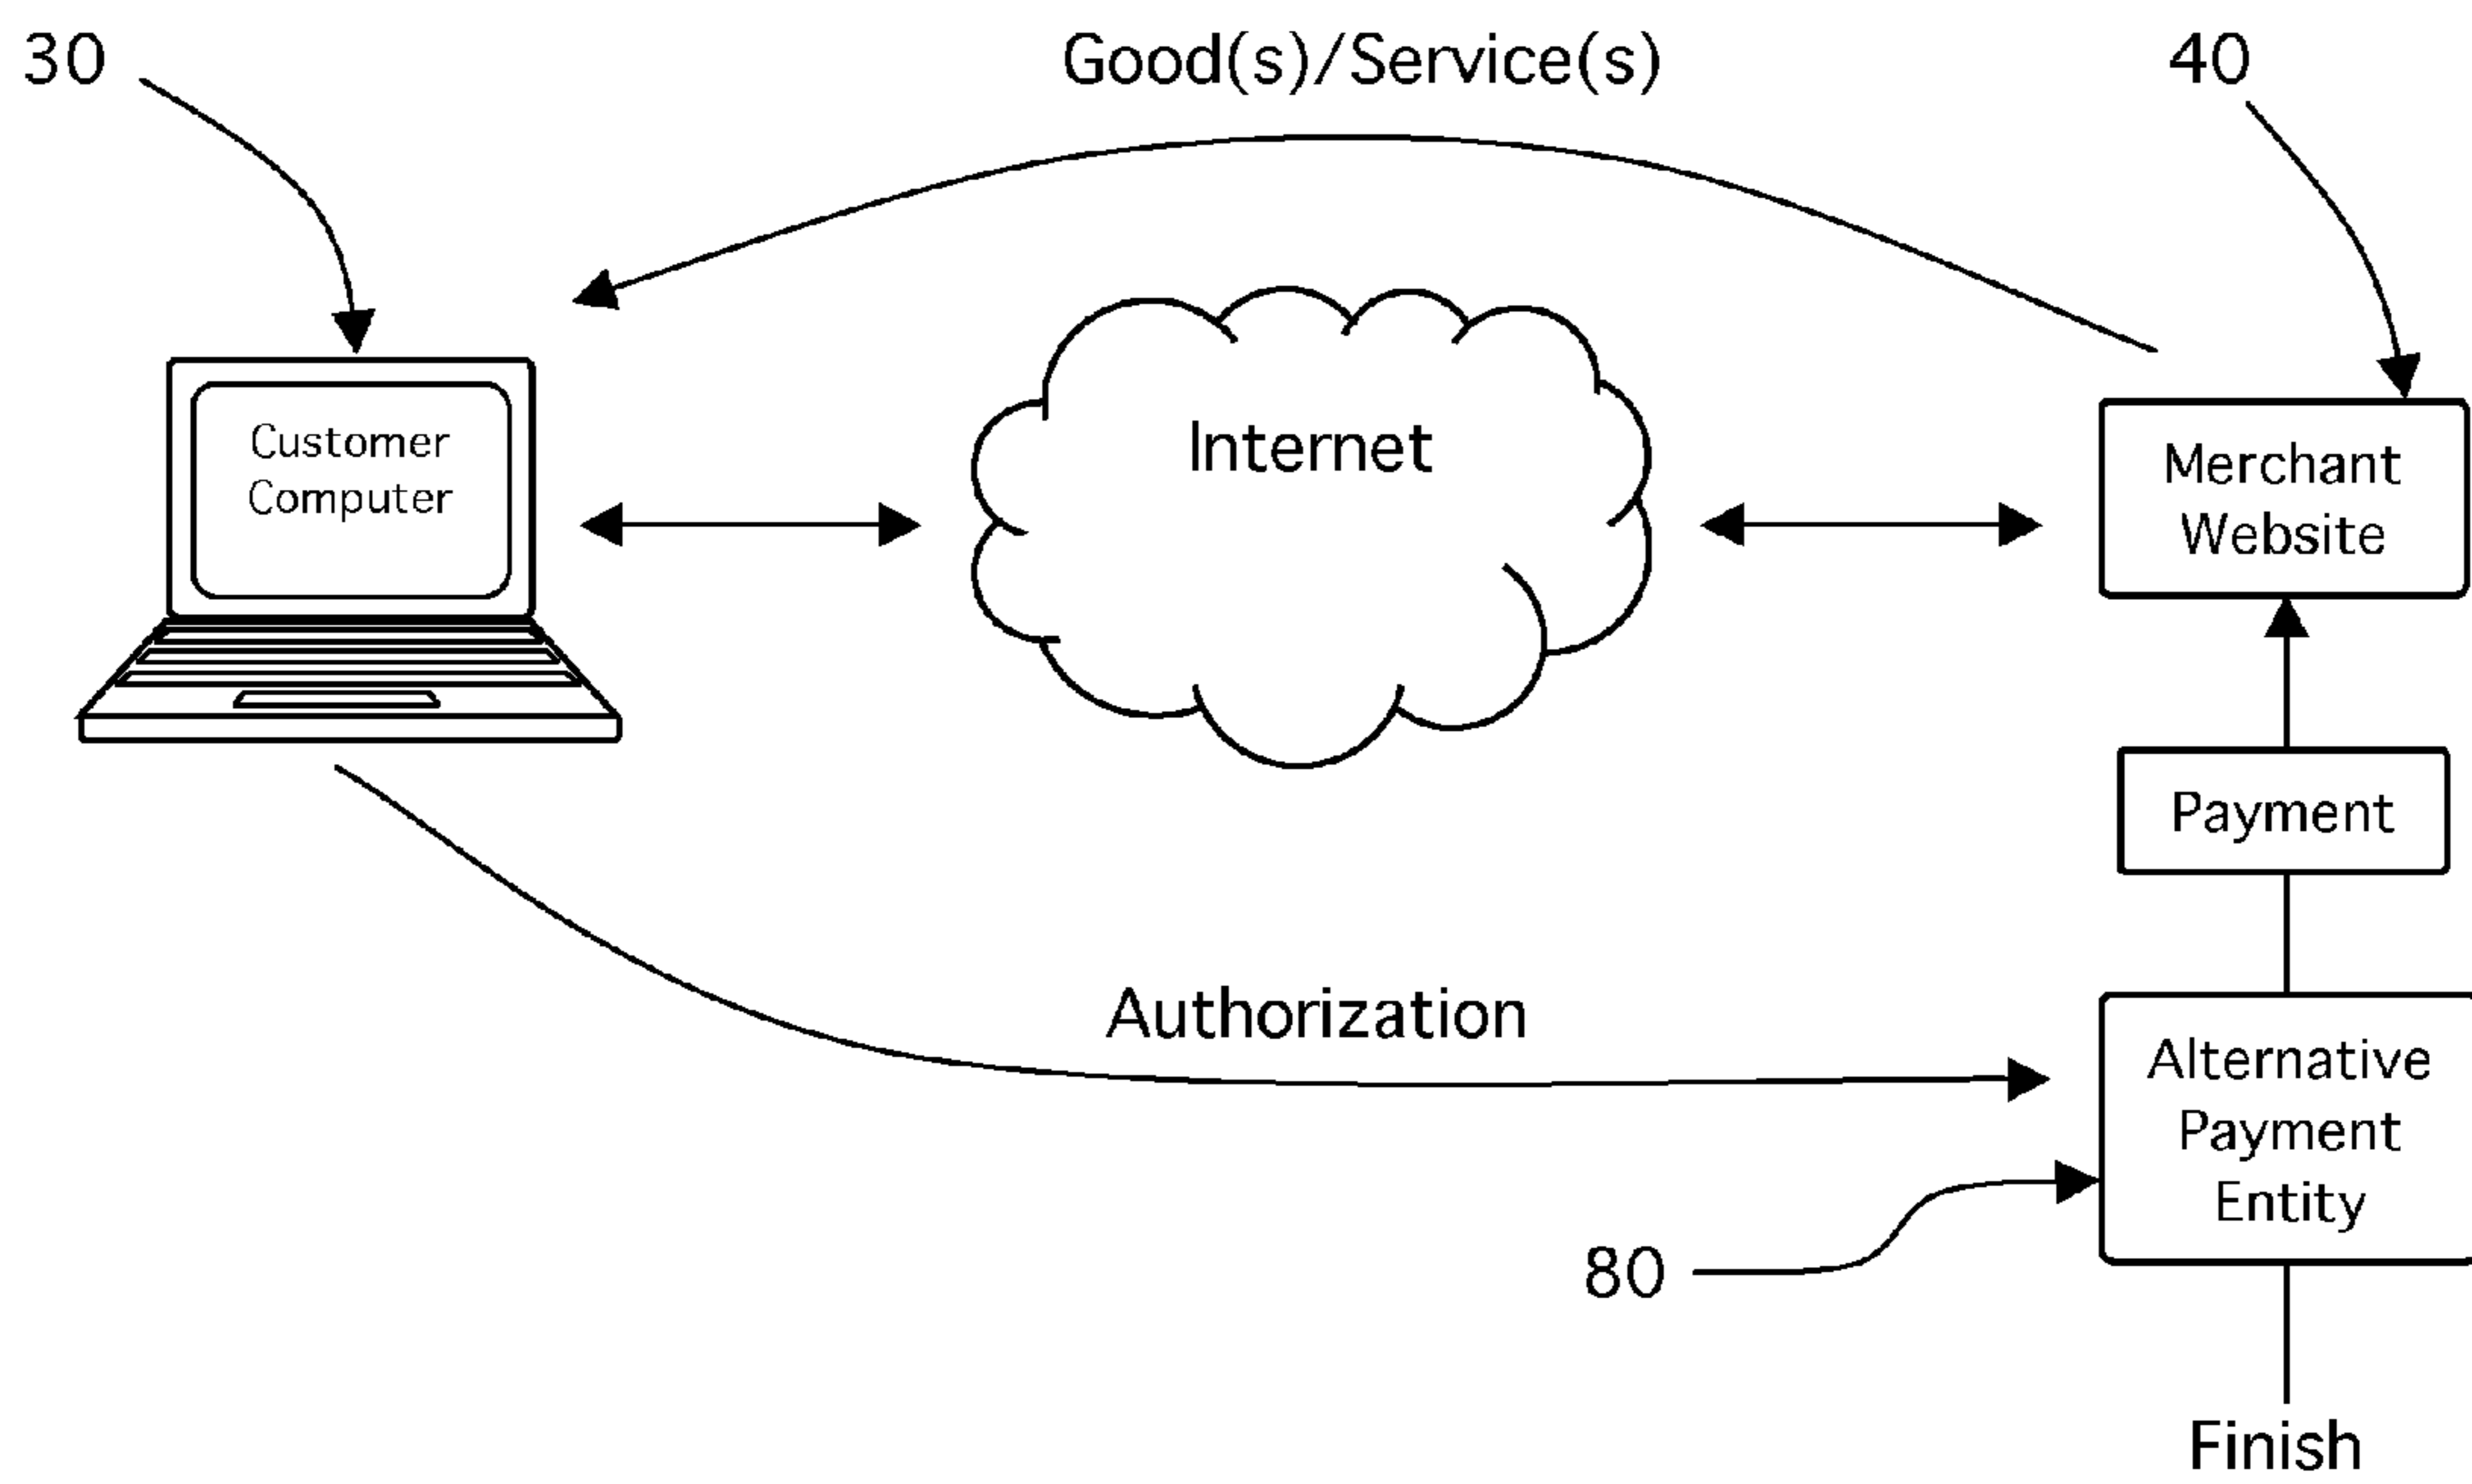 30
Good(s)/Service(s)
40
Customer
Computer
Internet
Merchant
Website
Payment
Authorization
Alternative
Payment
Entity
80
Finish